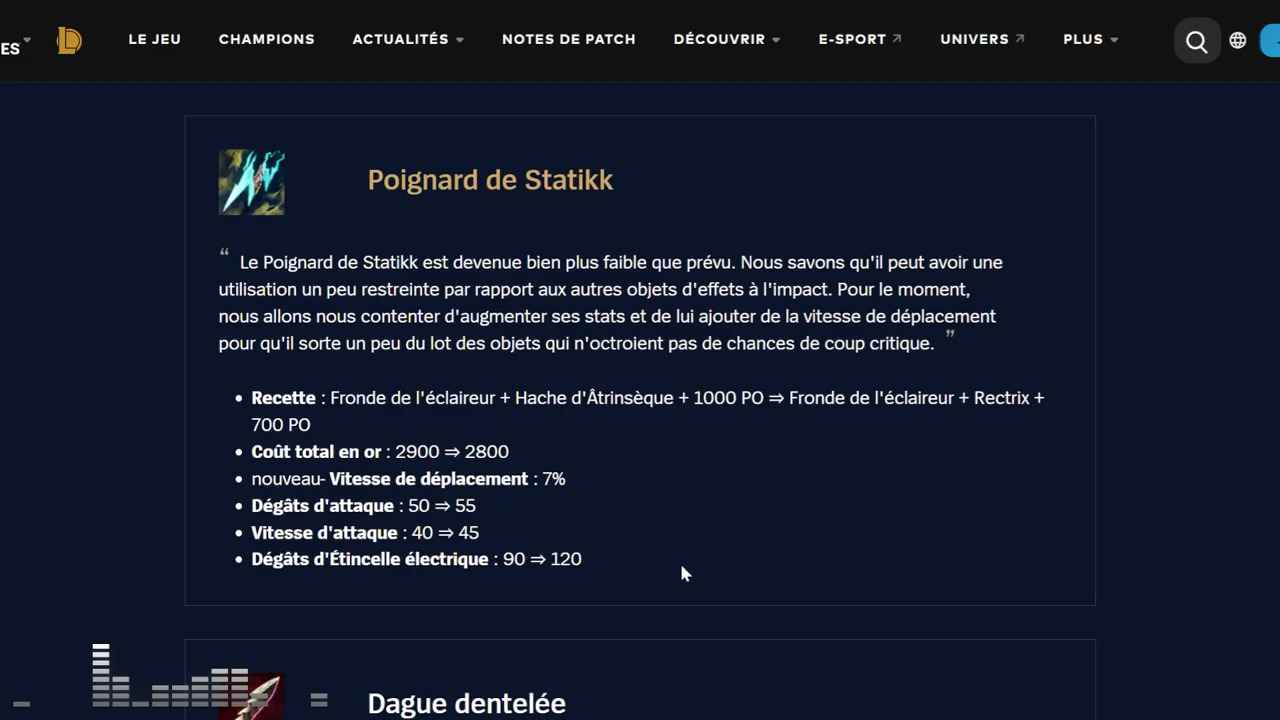 ES
LE JEU CHAMPIONS ACTUALITÉS NOTES DE PATCH DÉCOUVRIR E-SPORT UNIVERS PLUS
Poignard de Statikk
“ Le Poignard de Statikk est devenue bien plus faible que prévu. Nous savons qu'il peut avoir une
utilisation un peu restreinte par rapport aux autres objets d'effets à l'impact. Pour le moment,
nous allons nous contenter d'augmenter ses stats et de lui ajouter de la vitesse de déplacement
pour qu'il sorte un peu du lot des objets qui n'octroient pas de chances de coup critique. ”
• Recette : Fronde de l'éclaireur + Hache d'Âtrinsèque + 1000 PO ⇒ Fronde de l'éclaireur + Rectrix +
700 PO
• Coût total en or : 2900 ⇒ 2800
• nouveau- Vitesse de déplacement : 7%
• Dégâts d'attaque : 50 ⇒ 55
• Vitesse d'attaque : 40 ⇒ 45
• Dégâts d'Étincelle électrique : 90 ⇒ 120
Dague dentelée